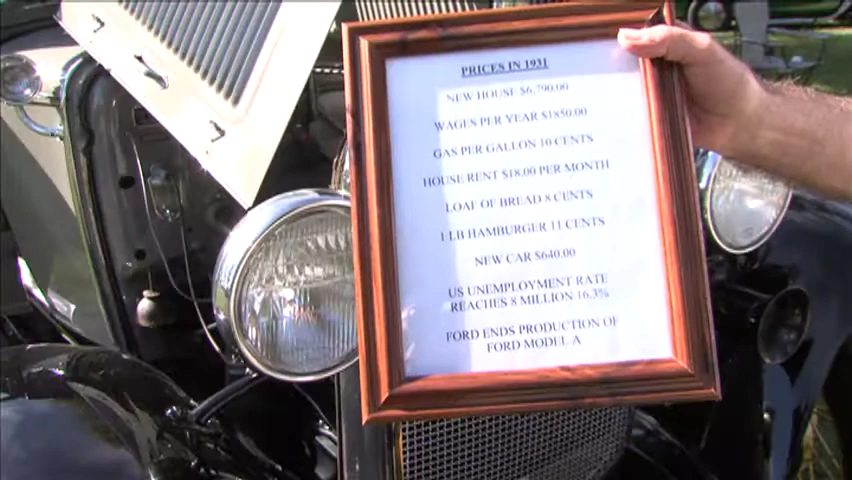 PRICES IN 1931
NEW HOUSE $6,790.00
WAGES PER YEAR $1850.00
GAS PER GALLON 10 CENTS
HOUSE RENT $18.00 PER MONTH
LOAF OF BREAD 8 CENTS
1 LB HAMBURGER 11 CENTS
NEW CAR $640.00
US UNEMPLOYMENT RATE
REACHES 8 MILLION 16.3%
FORD ENDS PRODUCTION OF
FORD MODEL A